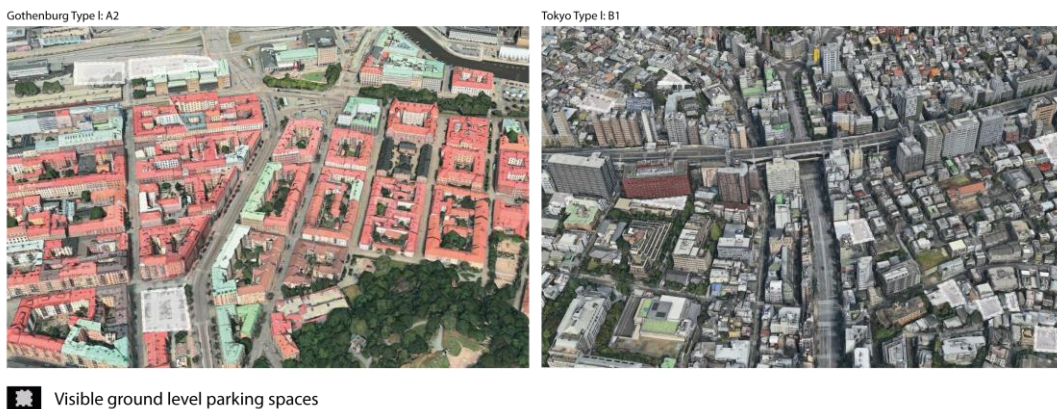 Gothenburg Type I: A2
Tokyo Type I: B1
Visible ground level parking spaces